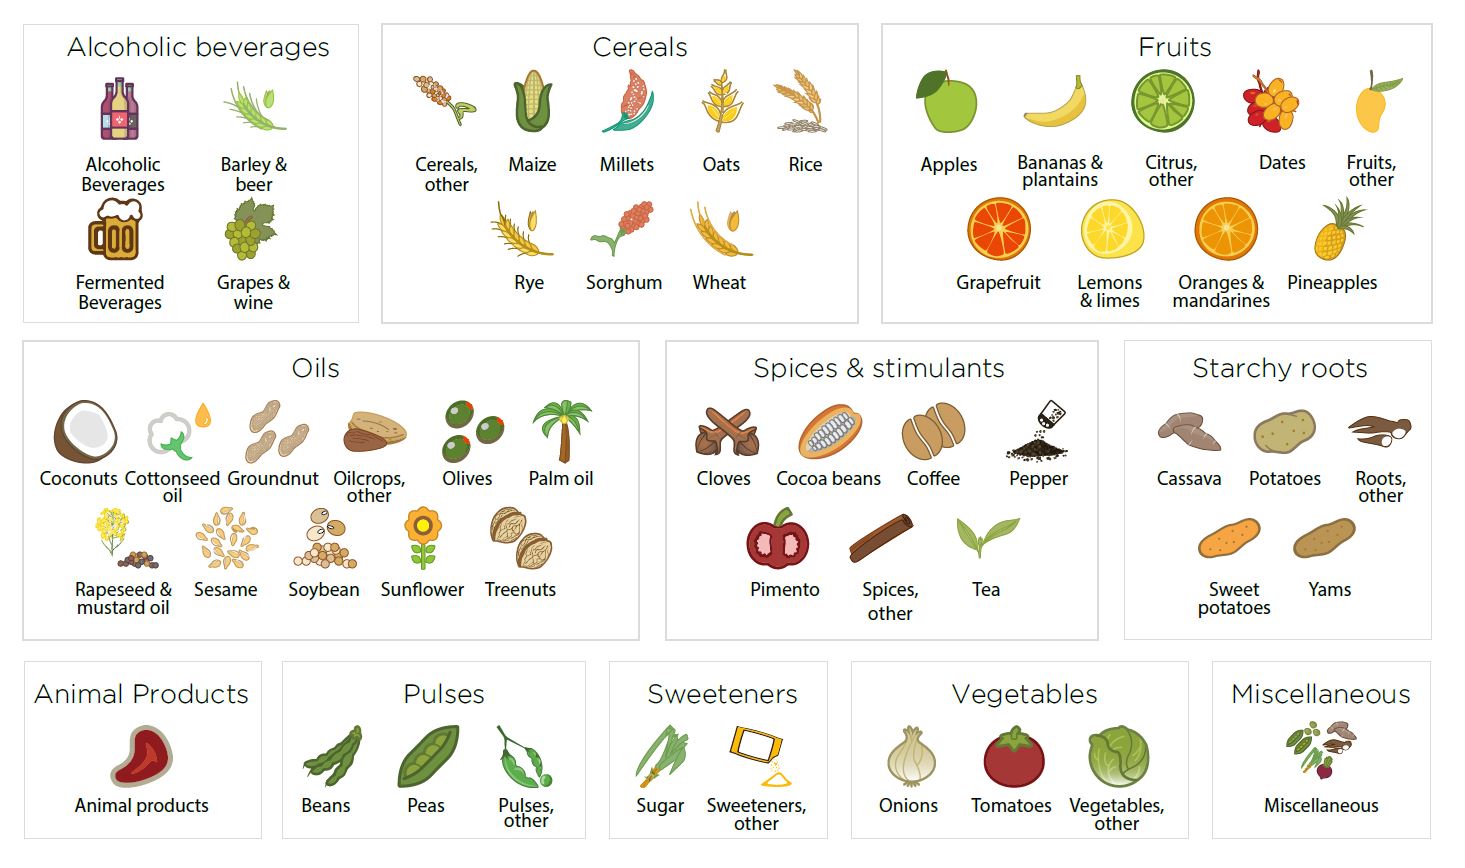 Alcoholic beverages
Alcoholic
Beverages
Barley &
beer
Fermented
Beverages
Grapes &
wine
Cereals
Cereals,
other
Maize
Millets
Oats
Rice
Rye
Sorghum
Wheat
Fruits
Apples
Bananas &
plantains
Citrus,
other
Dates
Fruits,
other
Grapefruit
Lemons
& limes
Oranges &
mandarines
Pineapples
Oils
Coconuts
Cottonseed
oil
Groundnut
Oilcrops,
other
Olives
Palm oil
Rapeseed &
mustard oil
Sesame
Soybean
Sunflower
Treenuts
Spices & stimulants
Cloves
Cocoa beans
Coffee
Pepper
Pimento
Spices,
other
Tea
Starchy roots
Cassava
Potatoes
Roots,
other
Sweet
potatoes
Yams
Animal Products
Animal products
Pulses
Beans
Peas
Pulses,
other
Sweeteners
Sugar
Sweeteners,
other
Vegetables
Onions
Tomatoes
Vegetables,
other
Miscellaneous
Miscellaneous